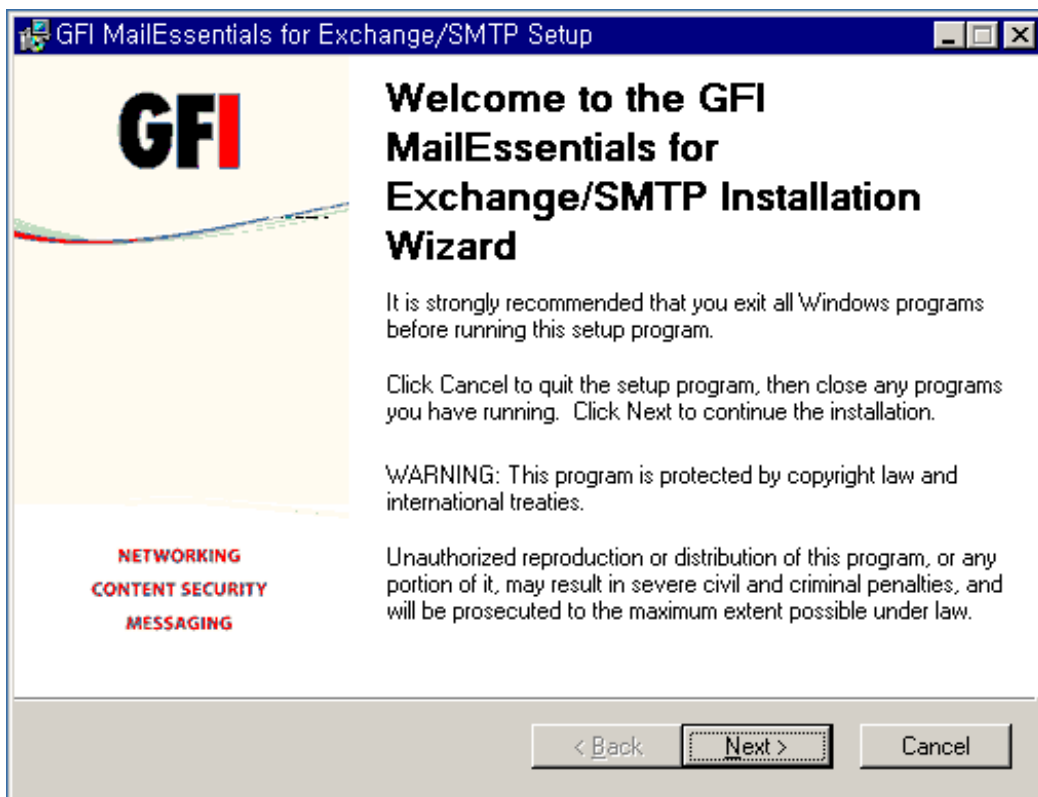 GFI MailEssentials for Exchange/SMTP Setup
GFI
Welcome to the GFI
MailEssentials for
Exchange/SMTP Installation
Wizard
It is strongly recommended that you exit all Windows programs
before running this setup program.
Click Cancel to quit the setup program, then close any programs
you have running.  Click Next to continue the installation.
WARNING: This program is protected by copyright law and
international treaties.
Unauthorized reproduction or distribution of this program, or any
portion of it, may result in severe civil and criminal penalties, and
will be prosecuted to the maximum extent possible under law.
NETWORKING
CONTENT SECURITY
MESSAGING
< Back
Next >
Cancel